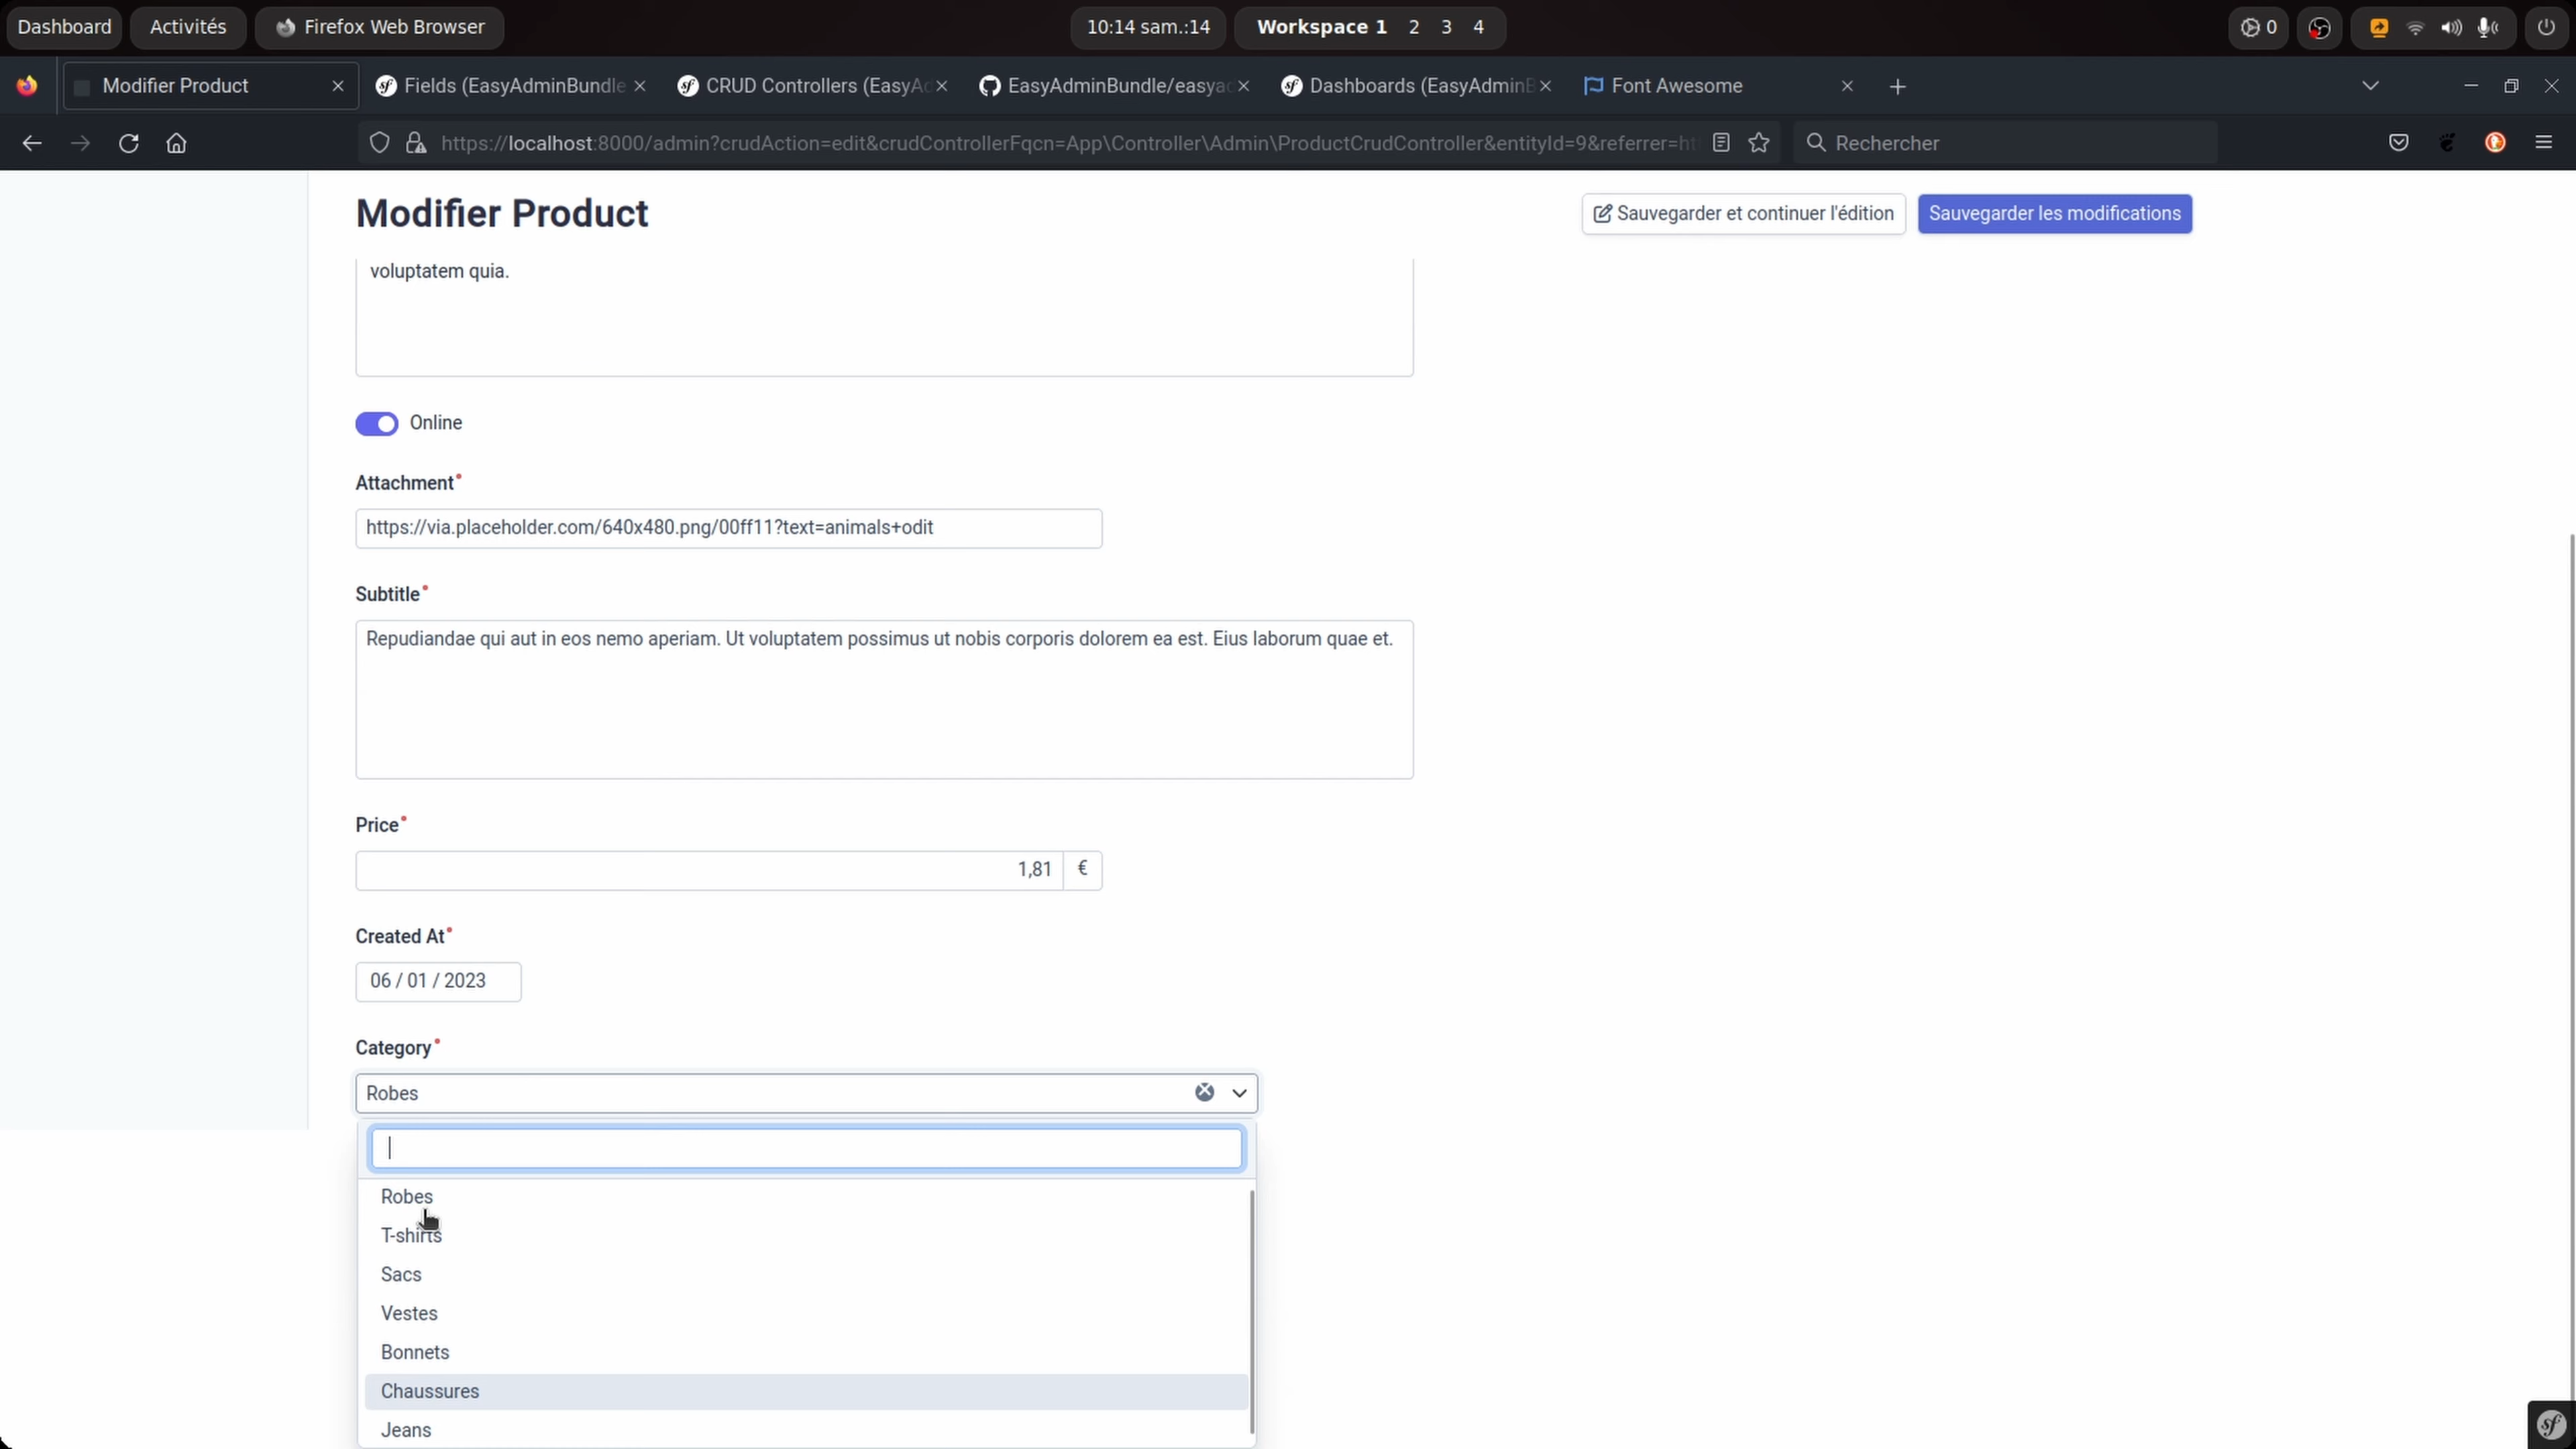 Dashboard Activités Firefox Web Browser 10:14 sam.:14 Workspace 1 2 3 4 0
Modifier Product Fields (EasyAdminBundle CRUD Controllers (EasyAd EasyAdminBundle/easyac Dashboards (EasyAdminB Font Awesome
https://localhost:8000/admin?crudAction=edit&crudControllerFqcn=App\Controller\Admin\ProductCrudController&entityId=9&referrer=ht Rechercher
Modifier Product Sauvegarder et continuer l'édition Sauvegarder les modifications
voluptatem quia.
Online
Attachment
https://via.placeholder.com/640x480.png/00ff11?text=animals+odit
Subtitle
Repudiandae qui aut in eos nemo aperiam. Ut voluptatem possimus ut nobis corporis dolorem ea est. Eius laborum quae et.
Price
1,81 €
Created At
06 / 01 / 2023
Category
Robes
Robes
T-shirts
Sacs
Vestes
Bonnets
Chaussures
Jeans
sf